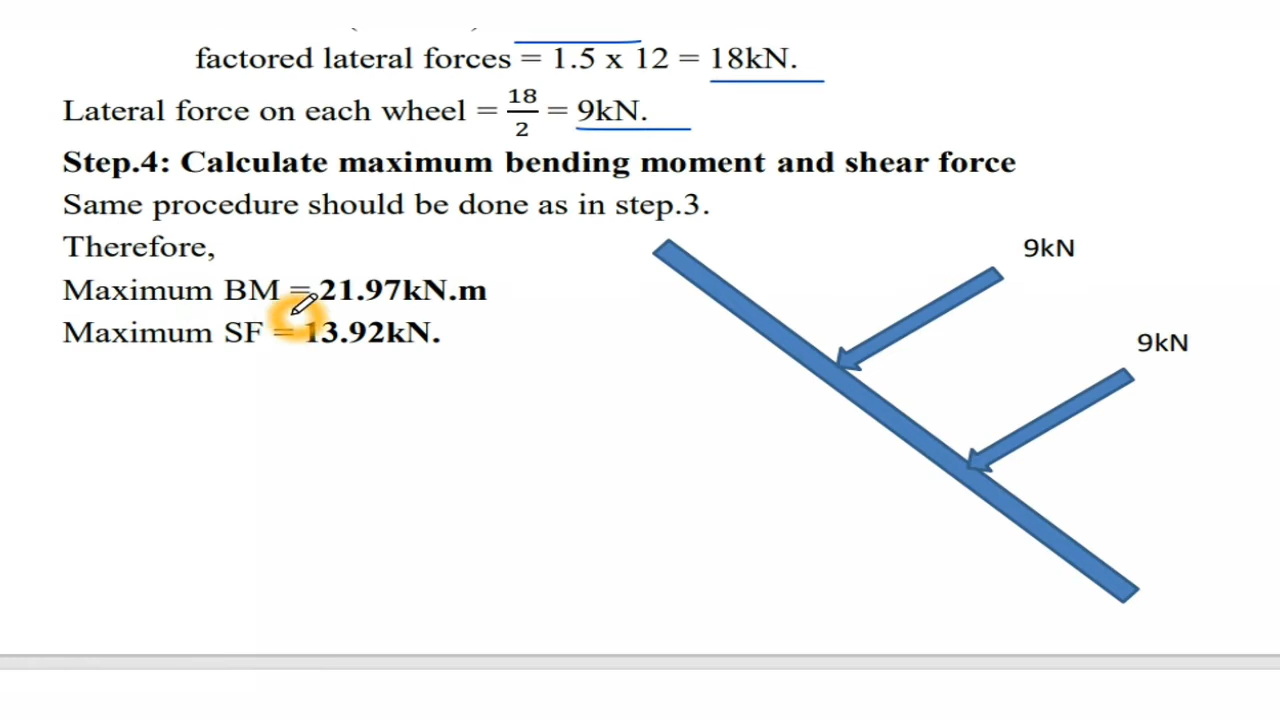 factored lateral forces = 1.5 x 12 = 18kN.
Lateral force on each wheel = 18/2 = 9kN.
Step.4: Calculate maximum bending moment and shear force
Same procedure should be done as in step.3.
Therefore,
Maximum BM = 21.97kN.m
Maximum SF = 13.92kN.
9kN
9kN